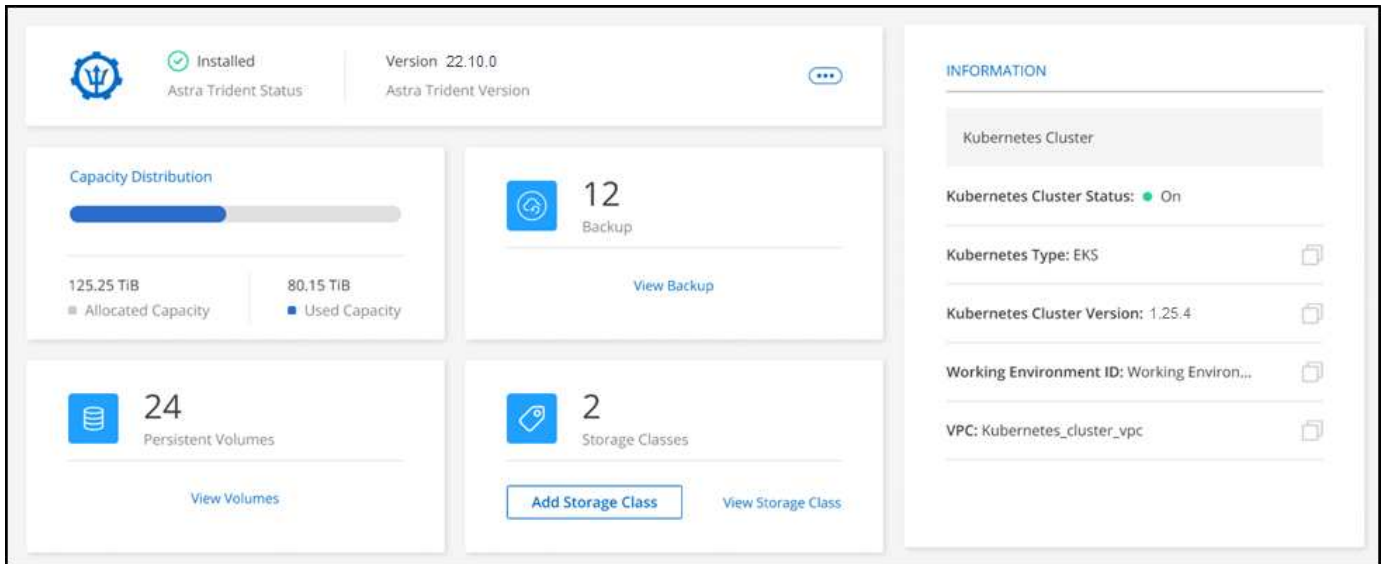 Installed
Astra Trident Status
Version 22.10.0
Astra Trident Version
Capacity Distribution
125.25 TiB
Allocated Capacity
80.15 TiB
Used Capacity
12
Backup
View Backup
24
Persistent Volumes
View Volumes
2
Storage Classes
Add Storage Class
View Storage Class
INFORMATION
Kubernetes Cluster
Kubernetes Cluster Status: On
Kubernetes Type: EKS
Kubernetes Cluster Version: 1.25.4
Working Environment ID: Working Environ...
VPC: Kubernetes_cluster_vpc